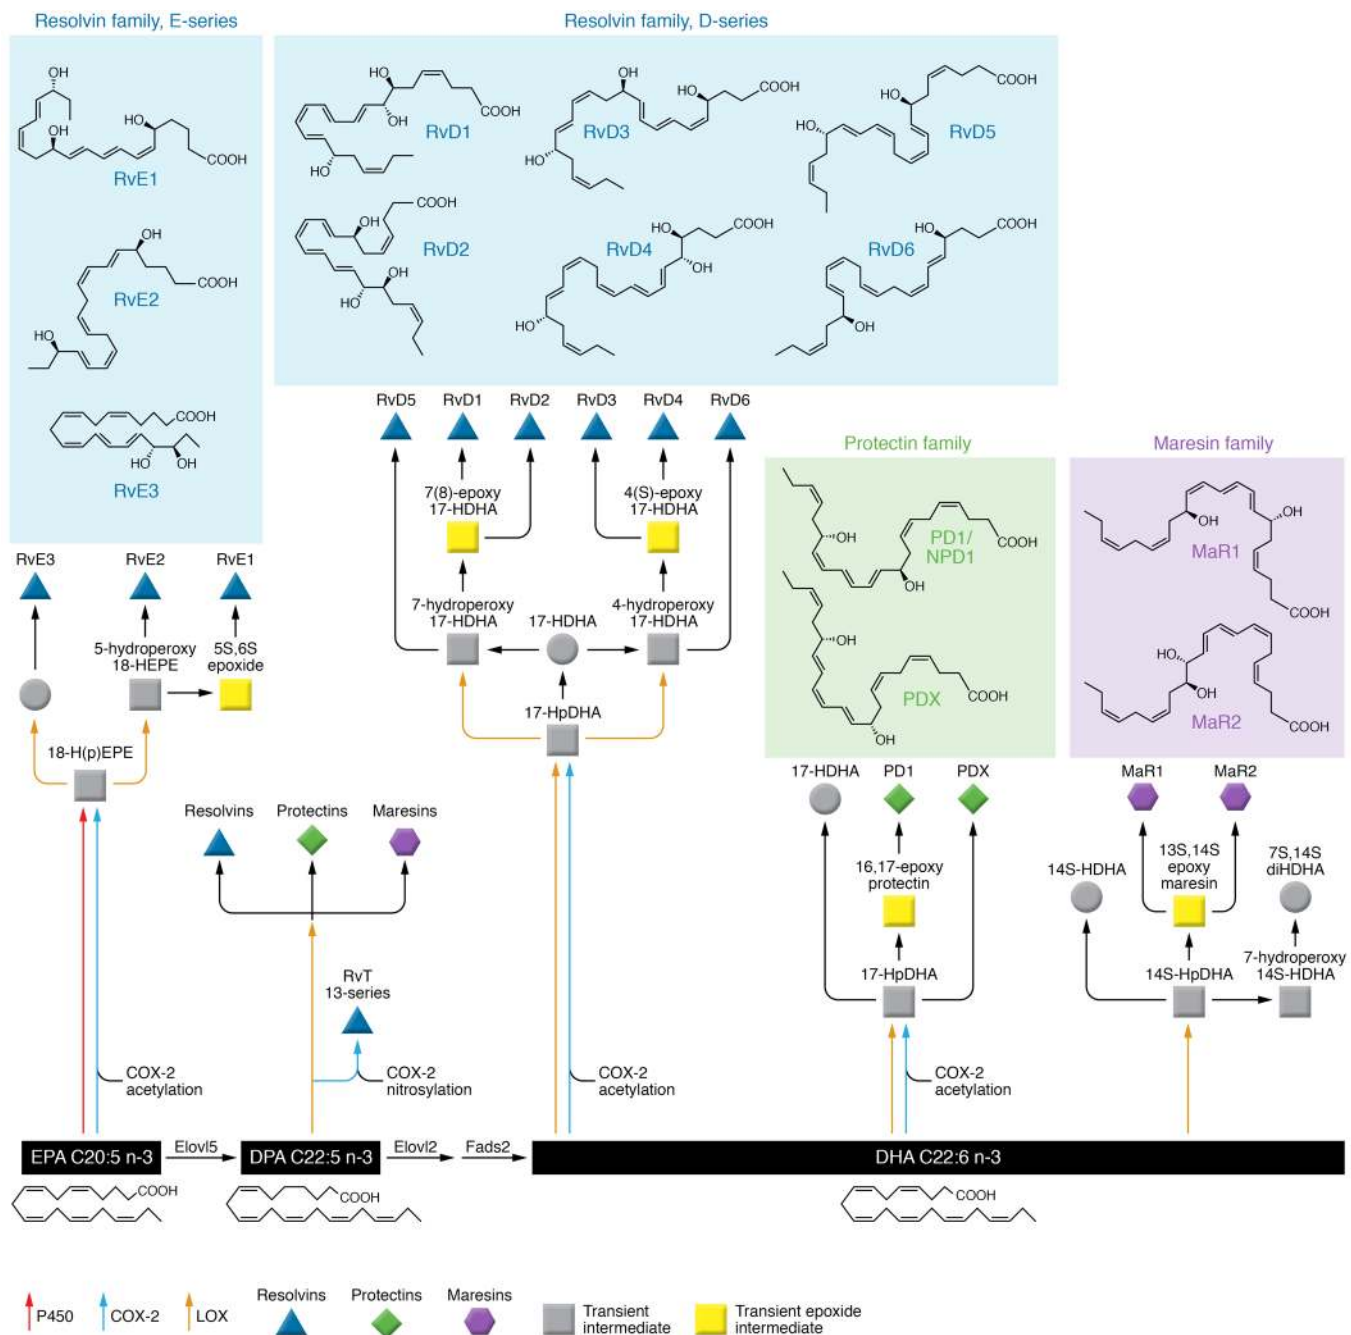 Resolvin family, E-series
Resolvin family, D-series
OH
OH
HO
COOH
RvE1
OH
COOH
RvE2
HO
COOH
HO
OH
RvE3
HO
COOH
OH
RvD1
HO
OH
HO
COOH
RvD3
HO
COOH
HO
RvD5
HO
COOH
OH
RvD2
OH
HO
COOH
HO
RvD4
OH
HO
COOH
HO
RvD6
OH
RvD5
RvD1
RvD2
RvD3
RvD4
RvD6
7(8)-epoxy
17-HDHA
4(S)-epoxy
17-HDHA
7-hydroperoxy
17-HDHA
17-HDHA
4-hydroperoxy
17-HDHA
17-HpDHA
RvE3
RvE2
RvE1
5-hydroperoxy
18-HEPE
5S,6S
epoxide
18-H(p)EPE
Protectin family
OH
PD1/
NPD1
COOH
OH
OH
PDX
COOH
OH
Maresin family
OH
OH
MaR1
COOH
HO
OH
MaR2
COOH
Resolvins
Protectins
Maresins
RvT
13-series
17-HDHA
PD1
PDX
16,17-epoxy
protectin
17-HpDHA
MaR1
MaR2
14S-HDHA
13S,14S
epoxy
maresin
7S,14S
diHDHA
14S-HpDHA
7-hydroperoxy
14S-HDHA
COX-2
acetylation
COX-2
nitrosylation
COX-2
acetylation
COX-2
acetylation
EPA C20:5 n-3
Elovl5
DPA C22:5 n-3
Elovl2
Fads2
DHA C22:6 n-3
COOH
COOH
COOH
P450
COX-2
LOX
Resolvins
Protectins
Maresins
Transient
intermediate
Transient epoxide
intermediate